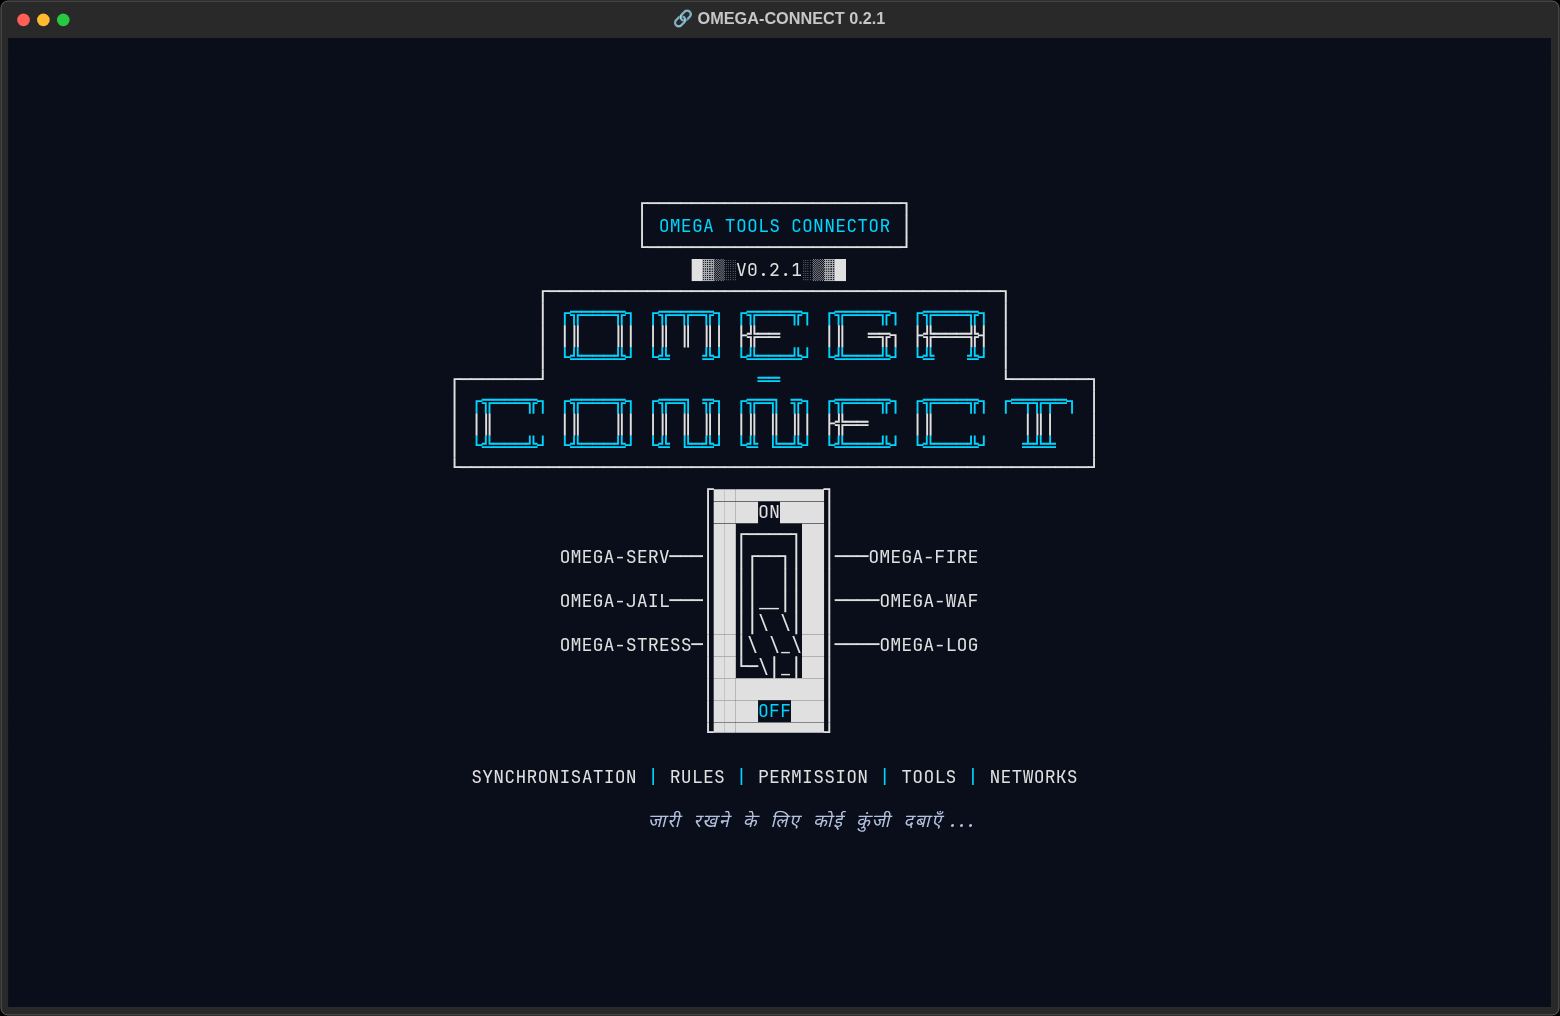 🔗 OMEGA-CONNECT 0.2.1
OMEGA TOOLS CONNECTOR
V0.2.1
OMEGA
-
CONNECT
ON
OMEGA-SERV OMEGA-FIRE
OMEGA-JAIL OMEGA-WAF
OMEGA-STRESS OMEGA-LOG
OFF
SYNCHRONISATION | RULES | PERMISSION | TOOLS | NETWORKS
जारी रखने के लिए कोई कुंजी दबाएँ ...